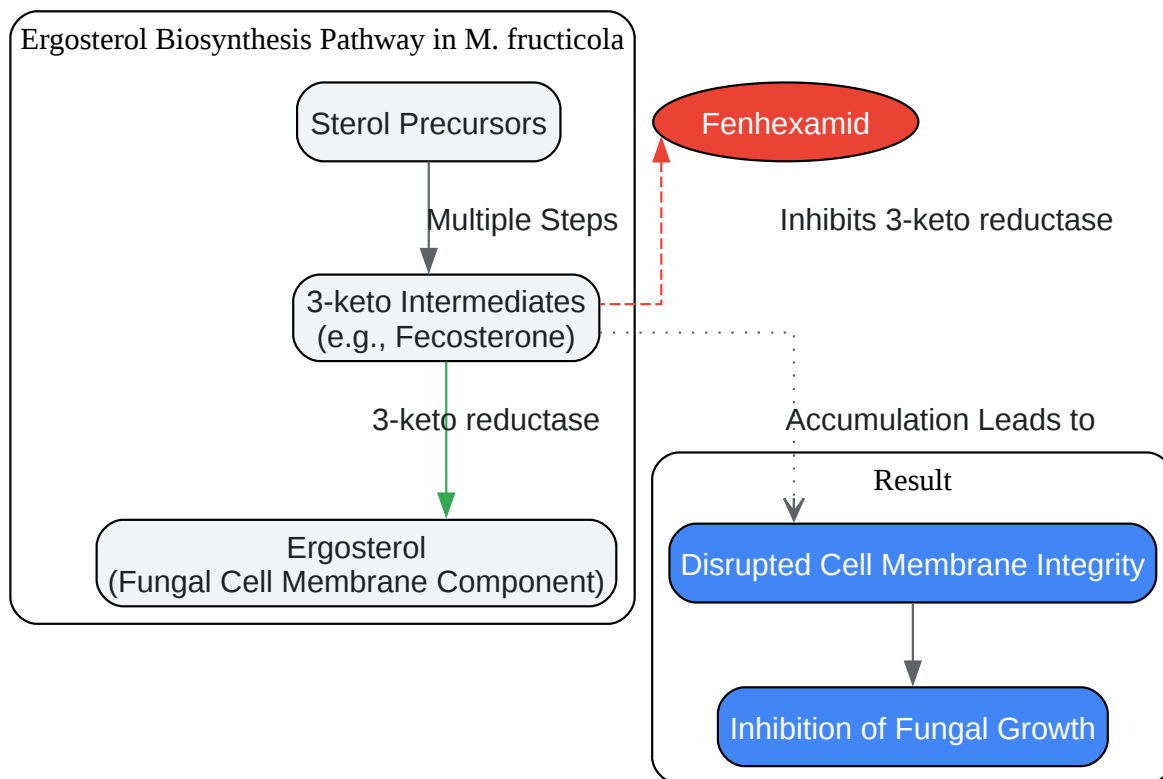 Ergosterol Biosynthesis Pathway in M. fructicola
Sterol Precursors
Fenhexamid
Multiple Steps
Inhibits 3-keto reductase
3-keto Intermediates
(e.g., Fecosterone)
3-keto reductase
Accumulation Leads to
Result
Ergosterol
(Fungal Cell Membrane Component)
Disrupted Cell Membrane Integrity
Inhibition of Fungal Growth